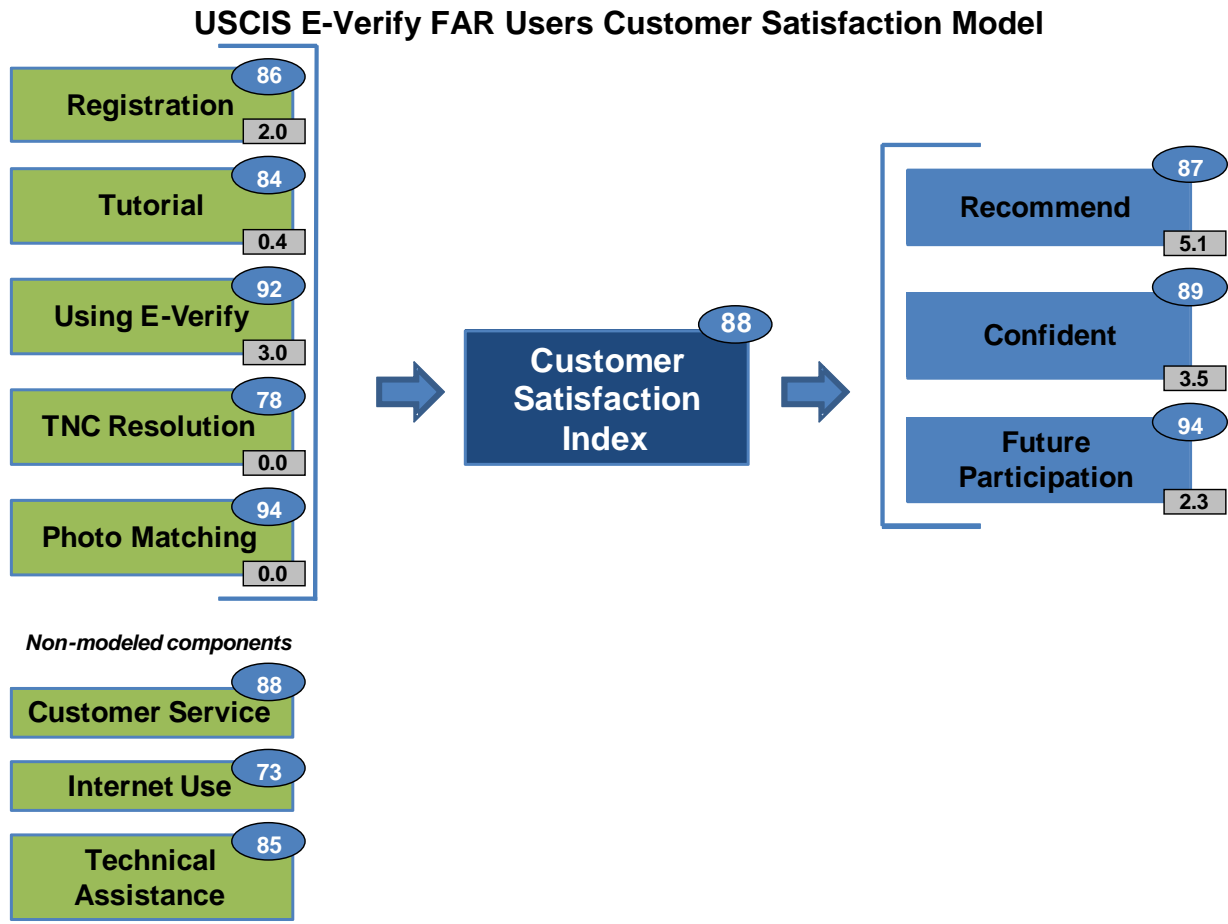 USCIS E-Verify FAR Users Customer Satisfaction Model
86
Registration
2.0
84
Tutorial
0.4
92
Using E-Verify
3.0
78
TNC Resolution
0.0
94
Photo Matching
0.0
Non-modeled components
88
Customer Service
73
Internet Use
85
Technical
Assistance
88
Customer
Satisfaction
Index
87
Recommend
5.1
89
Confident
3.5
94
Future
Participation
2.3